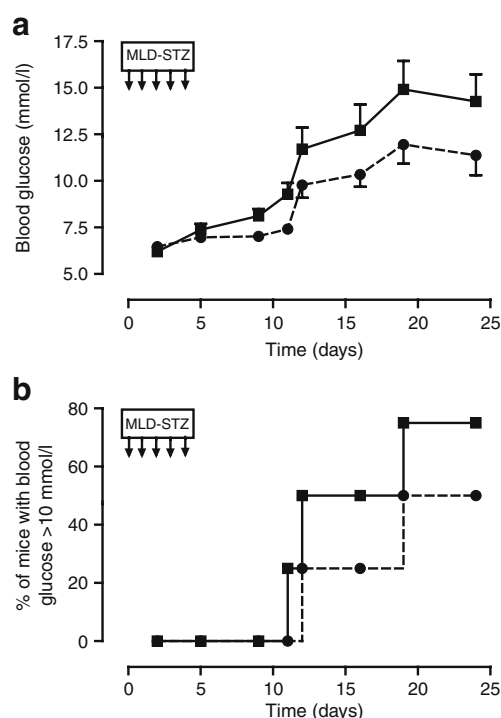 a
17.5
MLD-STZ
15.0
12.5
10.0
7.5
5.0
Blood glucose (mmol/l)
0 5 10 15 20 25
Time (days)
b
80
MLD-STZ
60
40
20
0
% of mice with blood
glucose >10 mmol/l
0 5 10 15 20 25
Time (days)